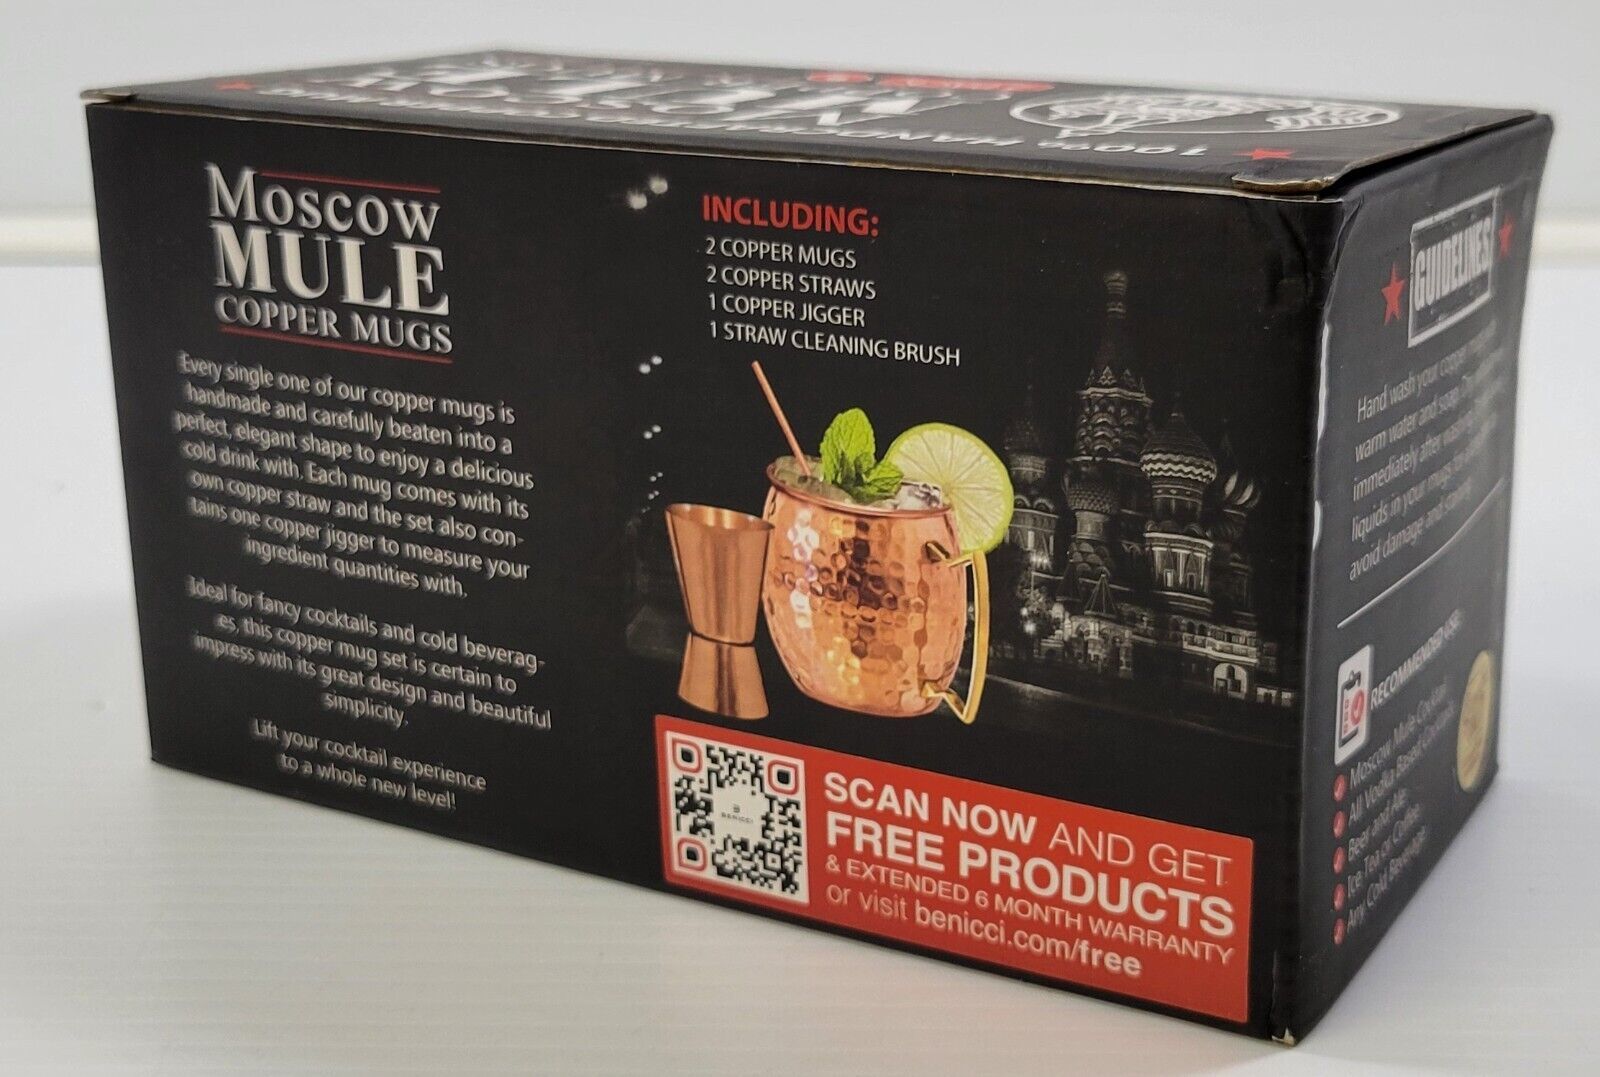 100% HANDCRAFTED
MOSCOW
MULE
Moscow
MULE
COPPER MUGS
Every single one of our copper mugs is
handmade and carefully beaten into a
perfect, elegant shape to enjoy a delicious
cold drink with. Each mug comes with its
own copper straw and the set also con-
tains one copper jigger to measure your
ingredient quantities with.
Ideal for fancy cocktails and cold beverag-
es, this copper mug set is certain to
impress with its great design and beautiful
simplicity.
Lift your cocktail experience
to a whole new level!
INCLUDING:
2 COPPER MUGS
2 COPPER STRAWS
1 COPPER JIGGER
1 STRAW CLEANING BRUSH
BENICCI
SCAN NOW AND GET
FREE PRODUCTS
& EXTENDED 6 MONTH WARRANTY
or visit benicci.com/free
GUIDELINES
Hand wash your copper
warm water and soap. Dry
immediately after washing.
liquids in your mugs
avoid damage and
RECOMMENDED USE:
Moscow Mule Cocktail
All Vodka Based Cocktails
Beer and Ale
Ice Tea or Coffee
Any Cold Beverage